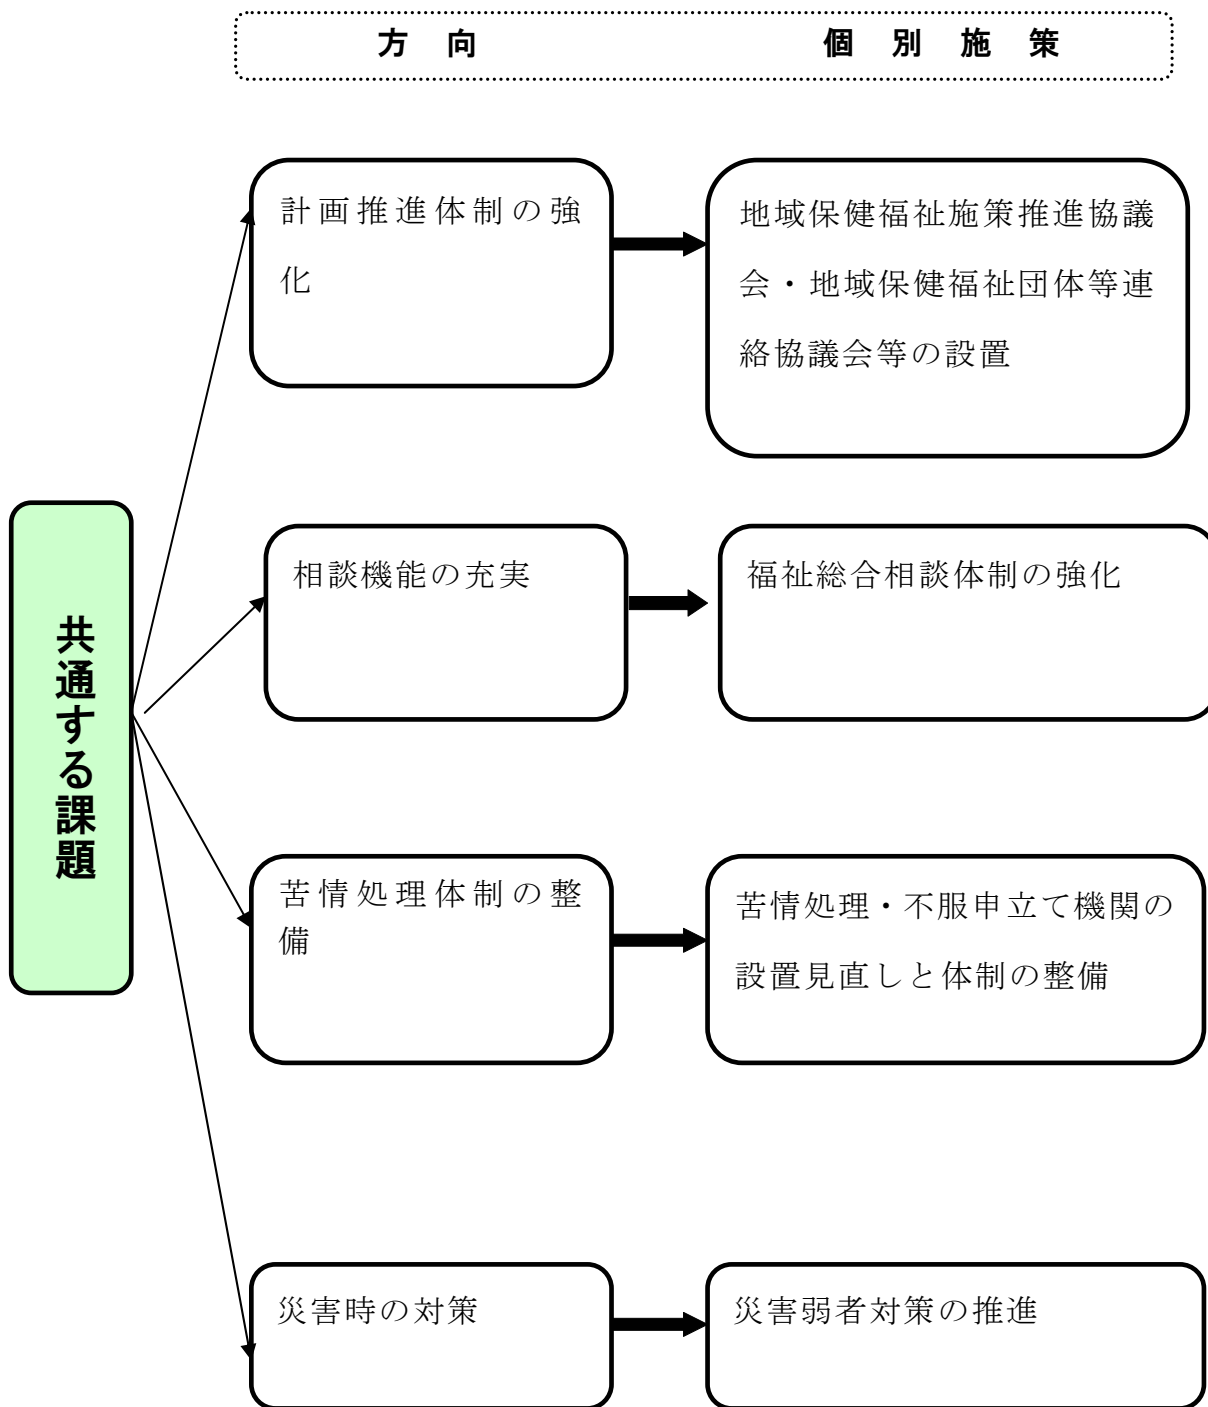 方向 個別施策
計画推進体制の強
化
地域保健福祉施策推進協議
会・地域保健福祉団体等連
絡協議会等の設置
共通する課題
相談機能の充実
福祉総合相談体制の強化
苦情処理体制の整
備
苦情処理・不服申立て機関の
設置見直しと体制の整備
災害時の対策
災害弱者対策の推進